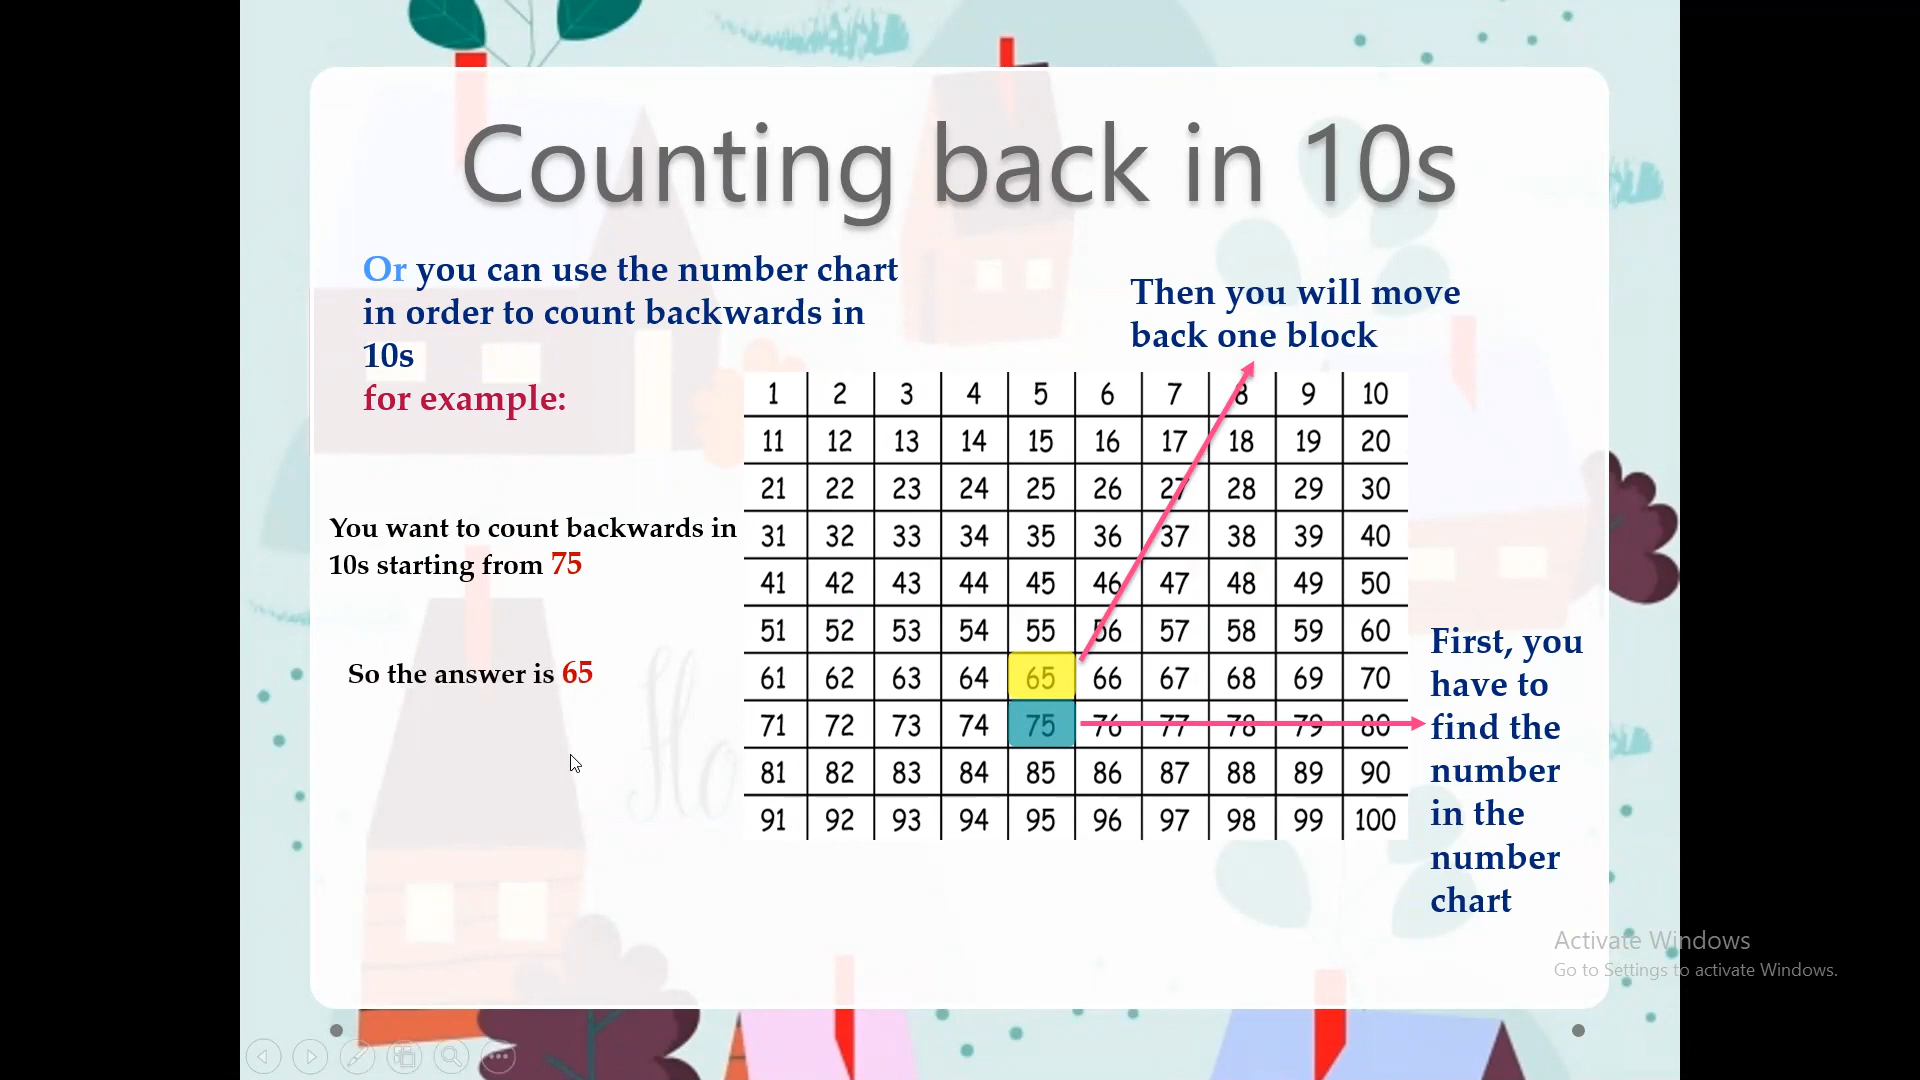 Counting back in 10s
Or you can use the number chart
in order to count backwards in
10s
for example:
Then you will move
back one block
You want to count backwards in
10s starting from 75
So the answer is 65
1 2 3 4 5 6 7 8 9 10
11 12 13 14 15 16 17 18 19 20
21 22 23 24 25 26 27 28 29 30
31 32 33 34 35 36 37 38 39 40
41 42 43 44 45 46 47 48 49 50
51 52 53 54 55 56 57 58 59 60
61 62 63 64 65 66 67 68 69 70
71 72 73 74 75 76 77 78 79 80
81 82 83 84 85 86 87 88 89 90
91 92 93 94 95 96 97 98 99 100
First, you
have to
find the
number
in the
number
chart
Activate Windows
Go to Settings to activate Windows.